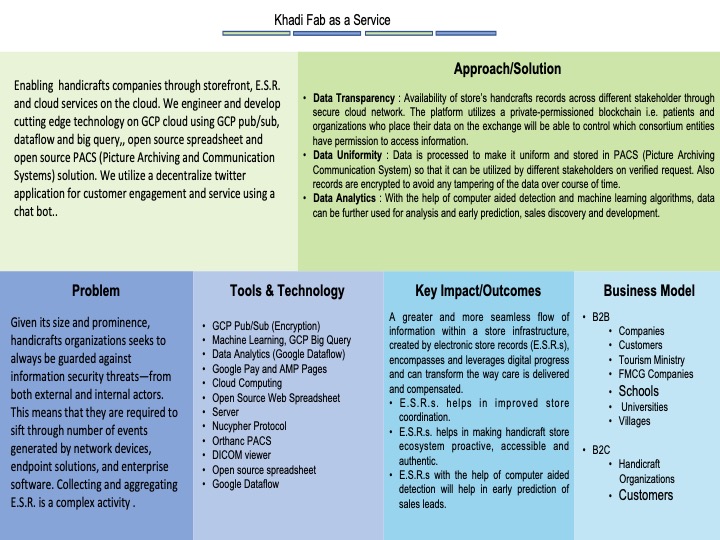 Khadi Fab as a Service
Enabling handicrafts companies through storefront, E.S.R.
and cloud services on the cloud. We engineer and develop
cutting edge technology on GCP cloud using GCP pub/sub,
dataflow and big query,, open source spreadsheet and
open source PACS (Picture Archiving and Communication
Systems) solution. We utilize a decentralize twitter
application for customer engagement and service using a
chat bot..
Approach/Solution
• Data Transparency : Availability of store's handcrafts records across different stakeholder through
secure cloud network. The platform utilizes a private-permissioned blockchain i.e. patients and
organizations who place their data on the exchange will be able to control which consortium entities
have permission to access information.
• Data Uniformity : Data is processed to make it uniform and stored in PACS (Picture Archiving
Communication System) so that it can be utilized by different stakeholders on verified request. Also
records are encrypted to avoid any tampering of the data over course of time.
• Data Analytics : With the help of computer aided detection and machine learning algorithms, data
can be further used for analysis and early prediction, sales discovery and development.
Problem
Given its size and prominence,
handicrafts organizations seeks to
always be guarded against
information security threats—from
both external and internal actors.
This means that they are required to
sift through number of events
generated by network devices,
endpoint solutions, and enterprise
software. Collecting and aggregating
E.S.R. is a complex activity .
Tools & Technology
• GCP Pub/Sub (Encryption)
• Machine Learning, GCP Big Query
• Data Analytics (Google Dataflow)
• Google Pay and AMP Pages
• Cloud Computing
• Open Source Web Spreadsheet
• Server
• Nucypher Protocol
• Orthanc PACS
• DICOM viewer
• Open source spreadsheet
• Google Dataflow
Key Impact/Outcomes
A greater and more seamless flow of
information within a store infrastructure,
created by electronic store records (E.S.R.s),
encompasses and leverages digital progress
and can transform the way care is delivered
and compensated.
• E.S.R.s. helps in improved store
coordination.
• E.S.R.s. helps in making handicraft store
ecosystem proactive, accessible and
authentic.
• E.S.R.s with the help of computer aided
detection will help in early prediction of
sales leads.
Business Model
• B2B
• Companies
• Customers
• Tourism Ministry
• FMCG Companies
• Schools
• Universities
• Villages
• B2C
• Handicraft
Organizations
• Customers